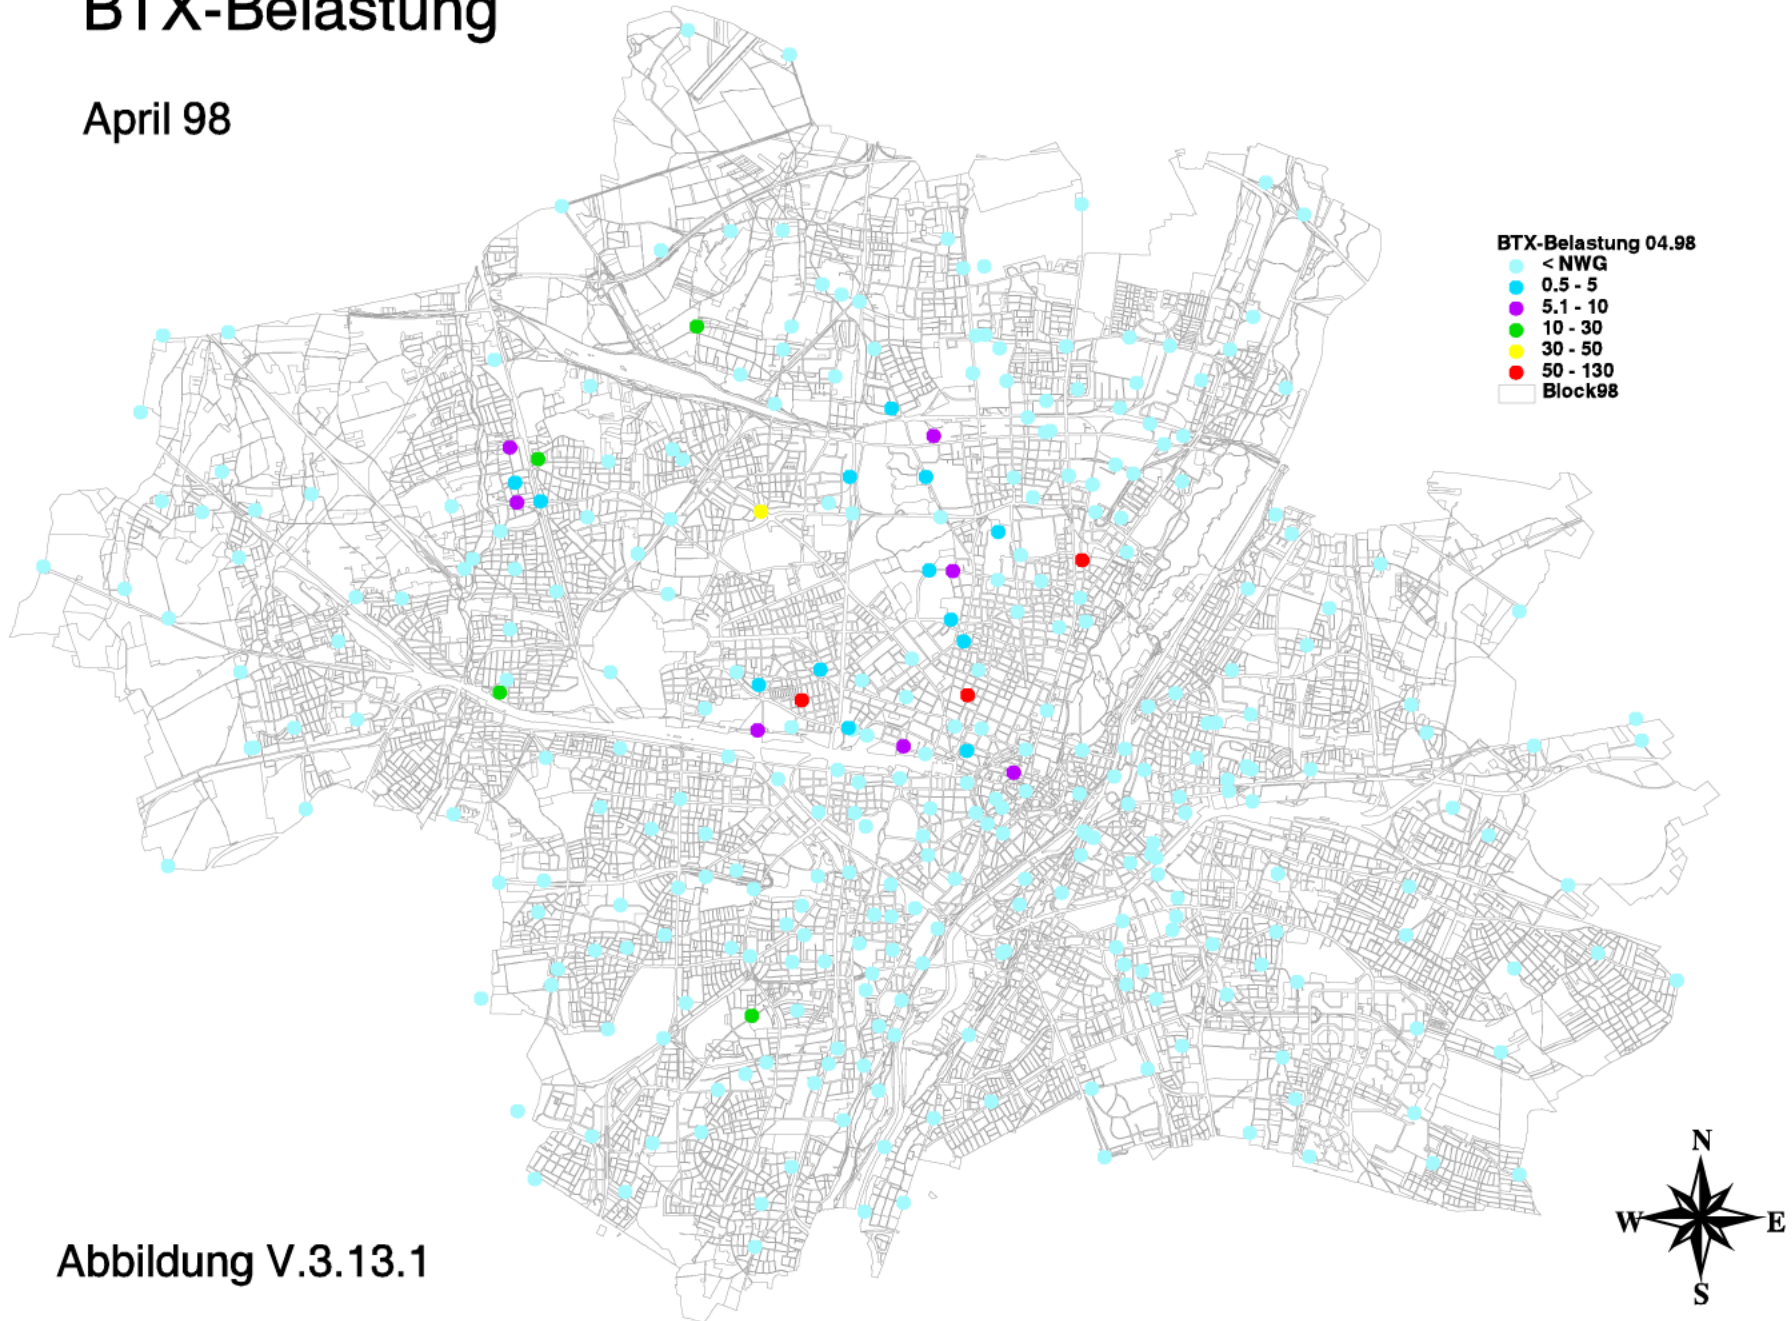 BTX-Belastung
April 98
BTX-Belastung 04.98
< NWG
0.5 - 5
5.1 - 10
10 - 30
30 - 50
50 - 130
Block98
N
W
E
S
Abbildung V.3.13.1